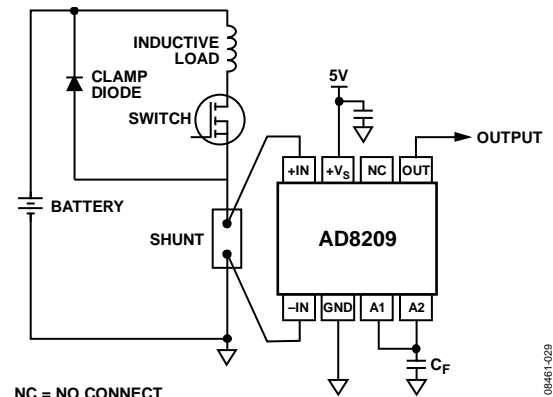 INDUCTIVE
LOAD
CLAMP
DIODE
SWITCH
5V
OUTPUT
+IN
+VS
NC
OUT
BATTERY
SHUNT
AD8209
–IN
GND
A1
A2
CF
NC = NO CONNECT
08461-029